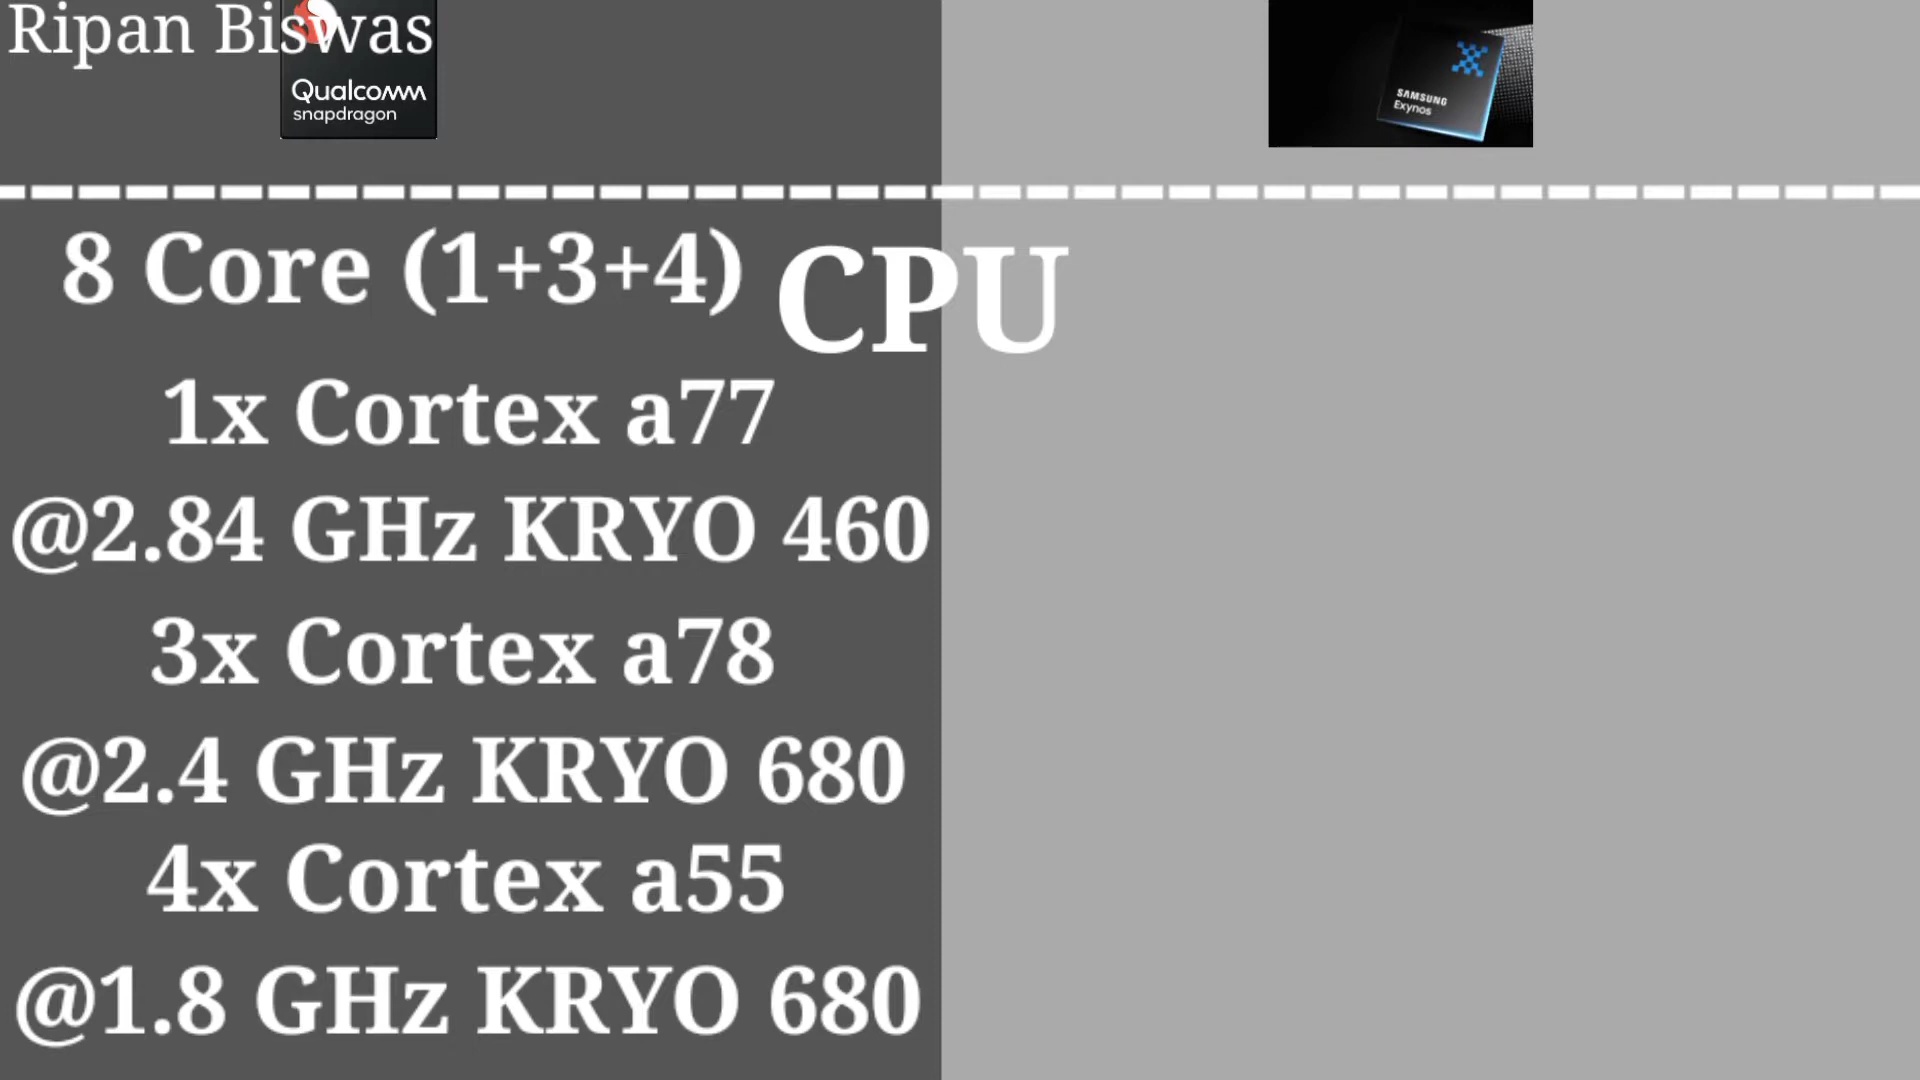 Ripan Biswas
Qualcomm
snapdragon
SAMSUNG
Exynos
8 Core (1+3+4)
CPU
1x Cortex a77
@2.84 GHz KRYO 460
3x Cortex a78
@2.4 GHz KRYO 680
4x Cortex a55
@1.8 GHz KRYO 680